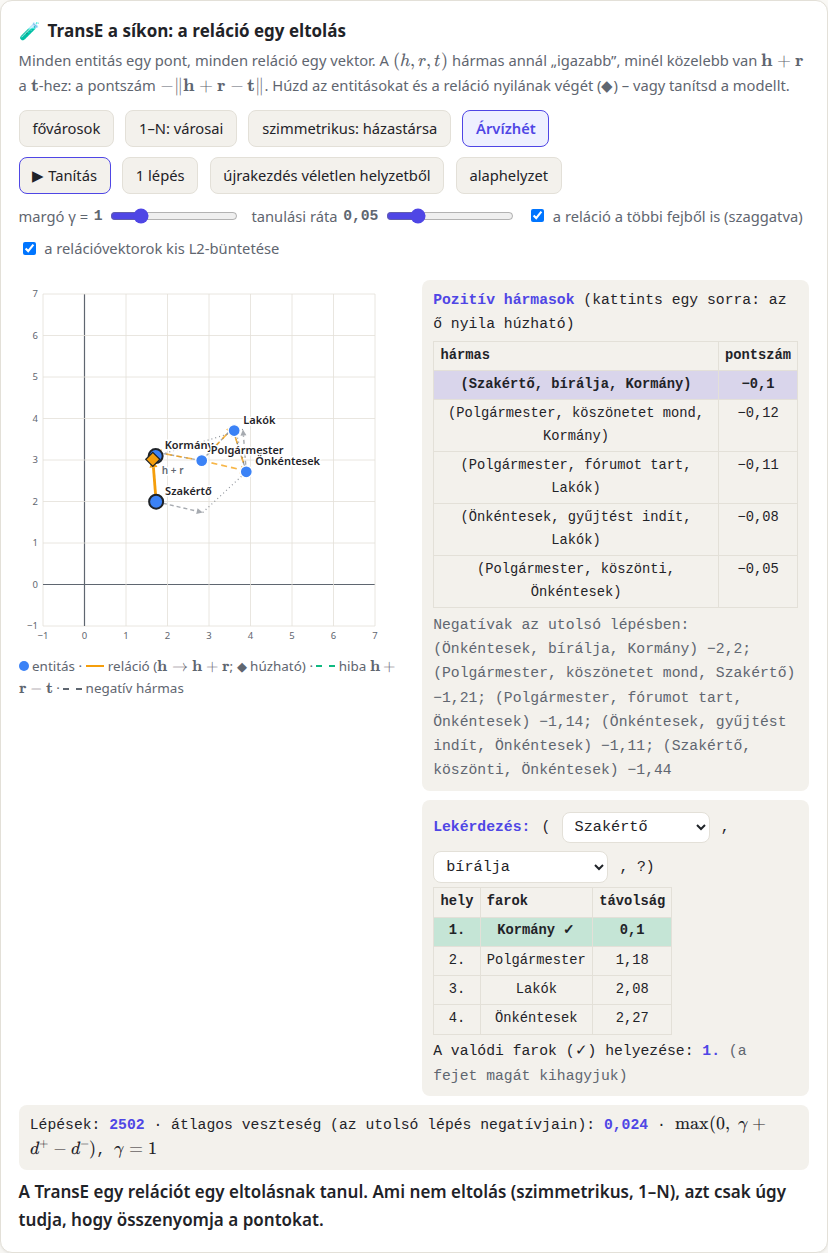 🧪 TransE a síkon: a reláció egy eltolás
Minden entitás egy pont, minden reláció egy vektor. A (h, r, t) hármas annál „igazabb”, minél közelebb van h + r
a t-hez: a pontszám −∥h + r − t∥. Húzd az entitásokat és a reláció nyilának végét (◆) – vagy tanítsd a modellt.
fővárosok
1–N: városai
szimmetrikus: házastársa
Árvízhét
▶ Tanítás
1 lépés
újrakezdés véletlen helyzetből
alaphelyzet
margó γ = 1
tanulási ráta 0,05
a reláció a többi fejből is (szaggatva)
a relációvektorok kis L2-büntetése
7
6
5
4
3
2
1
0
−1
−1 0 1 2 3 4 5 6 7
Lakók
Kormány
Polgármester
Önkéntesek
h + r
Szakértő
entitás · reláció (h → h + r; ◆ húzható) · hiba h +
r − t · negatív hármas
Pozitív hármasok (kattints egy sorra: az
ő nyila húzható)
hármas pontszám
(Szakértő, bírálja, Kormány) −0,1
(Polgármester, köszönetet mond, −0,12
Kormány)
(Polgármester, fórumot tart, −0,11
Lakók)
(Önkéntesek, gyűjtést indít, −0,08
Lakók)
(Polgármester, köszönti, −0,05
Önkéntesek)
Negatívak az utolsó lépésben:
(Önkéntesek, bírálja, Kormány) −2,2;
(Polgármester, köszönetet mond, Szakértő)
−1,21; (Polgármester, fórumot tart,
Önkéntesek) −1,14; (Önkéntesek, gyűjtést
indít, Önkéntesek) −1,11; (Szakértő,
köszönti, Önkéntesek) −1,44
Lekérdezés: ( Szakértő ,
bírálja , ?)
hely farok távolság
1. Kormány ✓ 0,1
2. Polgármester 1,18
3. Lakók 2,08
4. Önkéntesek 2,27
A valódi farok (✓) helyezése: 1. (a
fejet magát kihagyjuk)
Lépések: 2502 · átlagos veszteség (az utolsó lépés negatívjain): 0,024 · max(0, γ +
d⁺ − d⁻), γ = 1
A TransE egy relációt egy eltolásnak tanul. Ami nem eltolás (szimmetrikus, 1–N), azt csak úgy
tudja, hogy összenyomja a pontokat.